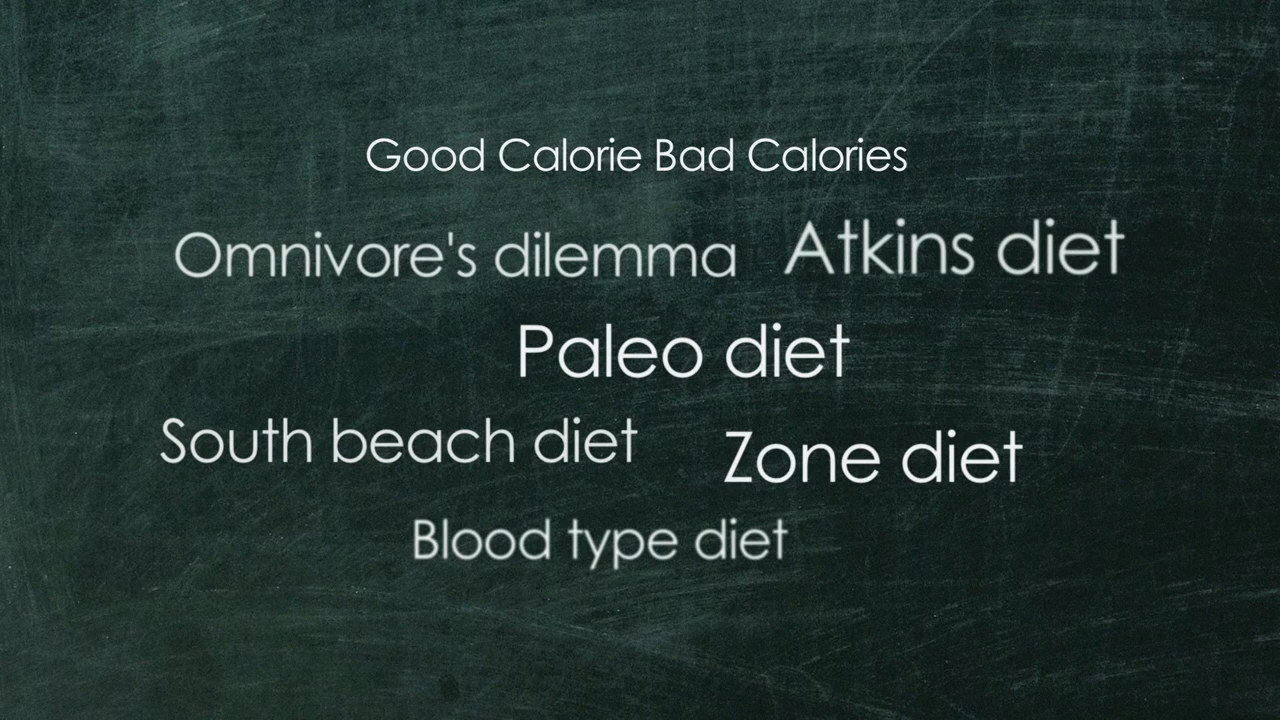 Good Calorie Bad Calories
Omnivore's dilemma
Atkins diet
Paleo diet
South beach diet
Zone diet
Blood type diet